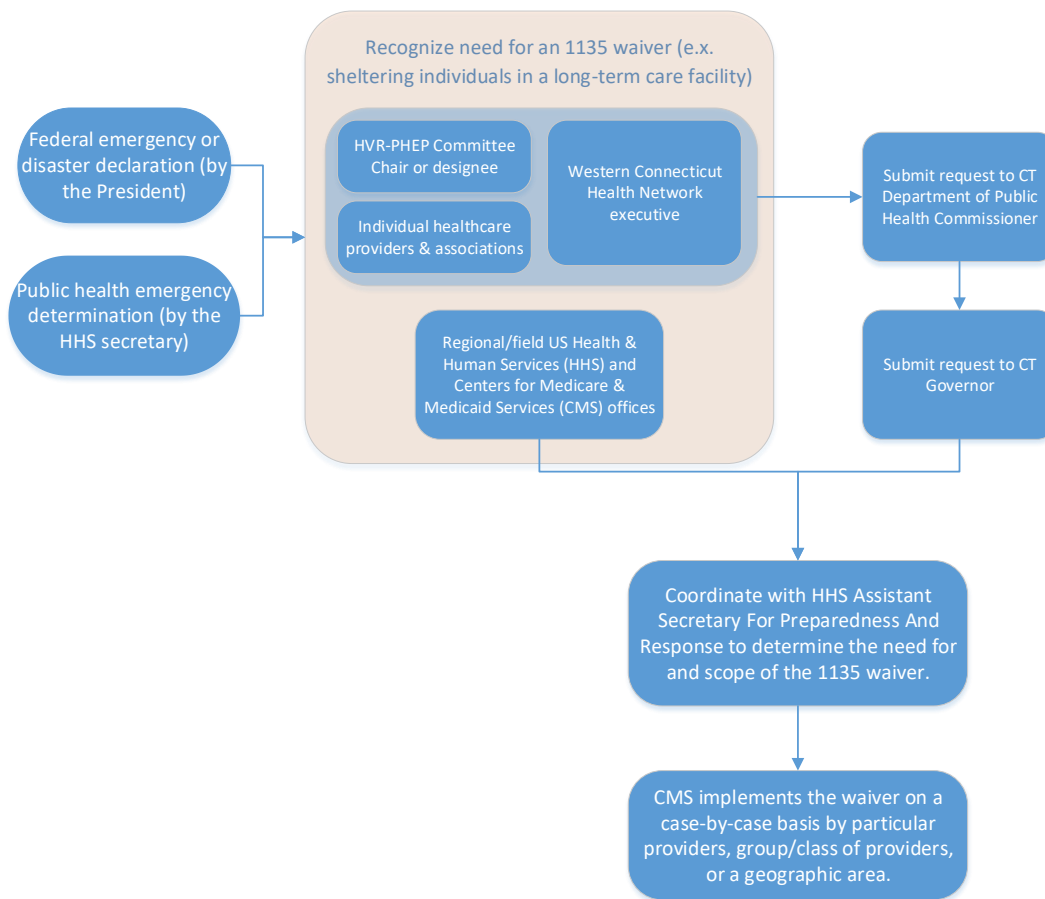 Recognize need for an 1135 waiver (e.x.
sheltering individuals in a long-term care facility)
Federal emergency or
disaster declaration (by
the President)
Public health emergency
determination (by the
HHS secretary)
HVR-PHEP Committee
Chair or designee
Individual healthcare
providers & associations
Western Connecticut
Health Network
executive
Regional/field US Health &
Human Services (HHS) and
Centers for Medicare &
Medicaid Services (CMS) offices
Submit request to CT
Department of Public
Health Commissioner
Submit request to CT
Governor
Coordinate with HHS Assistant
Secretary For Preparedness And
Response to determine the need for
and scope of the 1135 waiver.
CMS implements the waiver on a
case-by-case basis by particular
providers, group/class of providers,
or a geographic area.